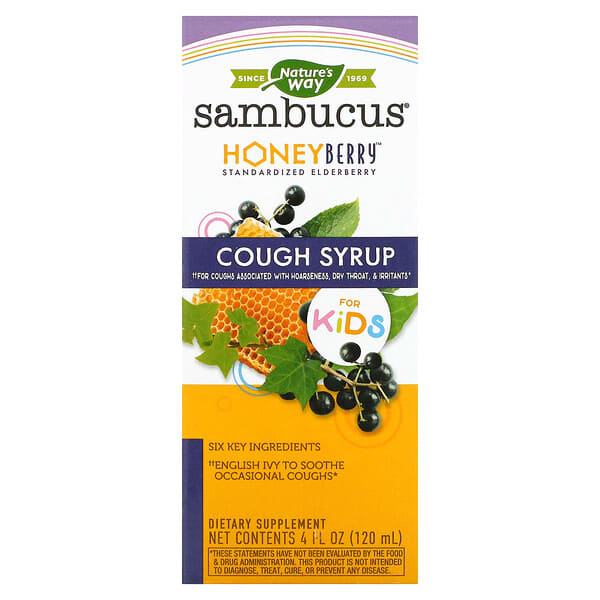 SINCE Nature's Way 1969
sambucus®
HONEYBERRY™
STANDARDIZED ELDERBERRY
COUGH SYRUP
††FOR COUGHS ASSOCIATED WITH HOARSENESS, DRY THROAT, & IRRITANTS*
FOR
KiDS
SIX KEY INGREDIENTS
††ENGLISH IVY TO SOOTHE
OCCASIONAL COUGHS*
DIETARY SUPPLEMENT
NET CONTENTS 4 FL OZ (120 mL)
*THESE STATEMENTS HAVE NOT BEEN EVALUATED BY THE FOOD
& DRUG ADMINISTRATION. THIS PRODUCT IS NOT INTENDED
TO DIAGNOSE, TREAT, CURE, OR PREVENT ANY DISEASE.